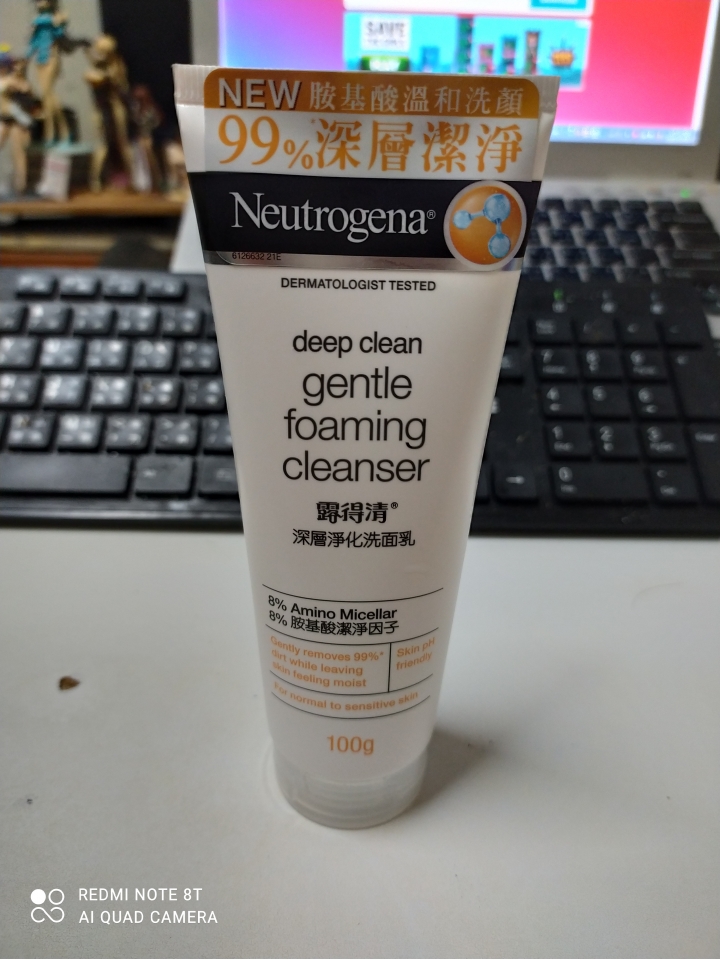 SAVE
NEW 胺基酸溫和洗顏
99%深層潔淨
Neutrogena®
6126632 21E
DERMATOLOGIST TESTED
deep clean
gentle
foaming
cleanser
露得清®
深層淨化洗面乳
8% Amino Micellar
8% 胺基酸潔淨因子
Gently removes 99%*
dirt while leaving
skin feeling moist
Skin pH
friendly
For normal to sensitive skin
100g
REDMI NOTE 8T
AI QUAD CAMERA